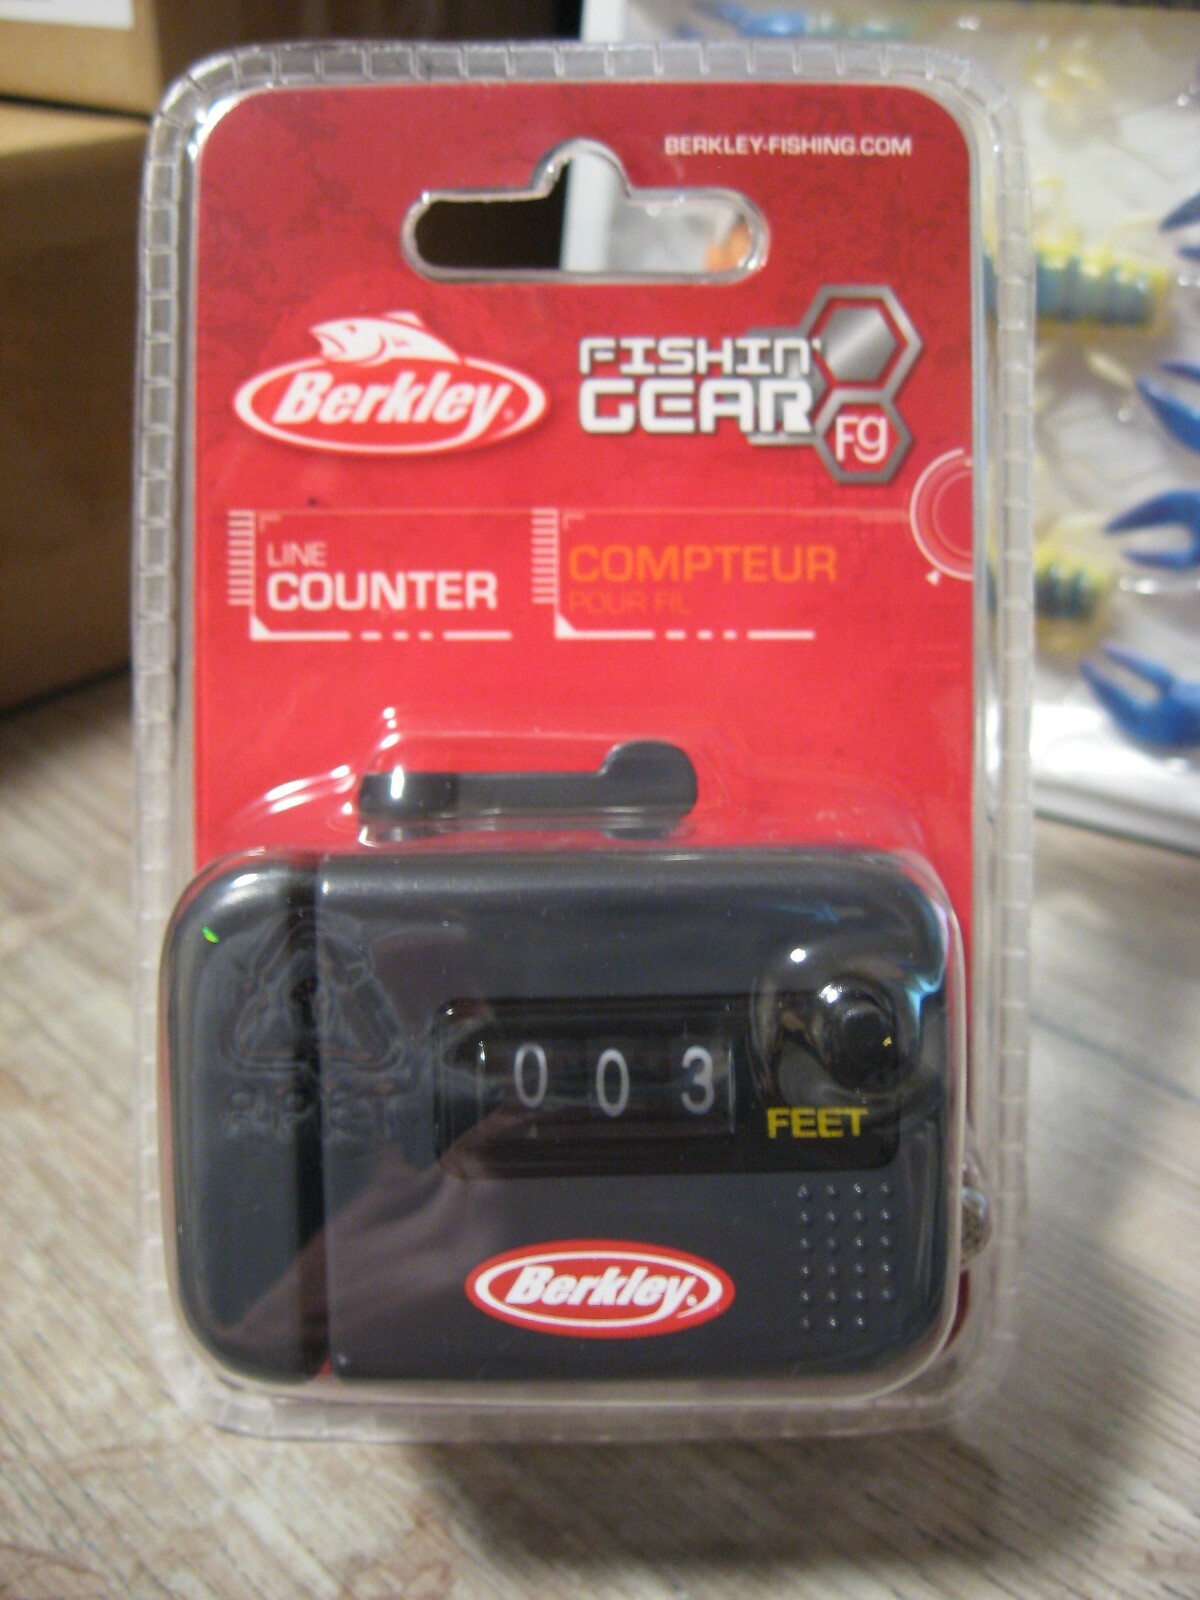 BERKLEY-FISHING.COM
Berkley
FISHIN'
GEAR
Fg
LINE
COUNTER
COMPTEUR
POUR FIL
0 0 3
FEET
Berkley